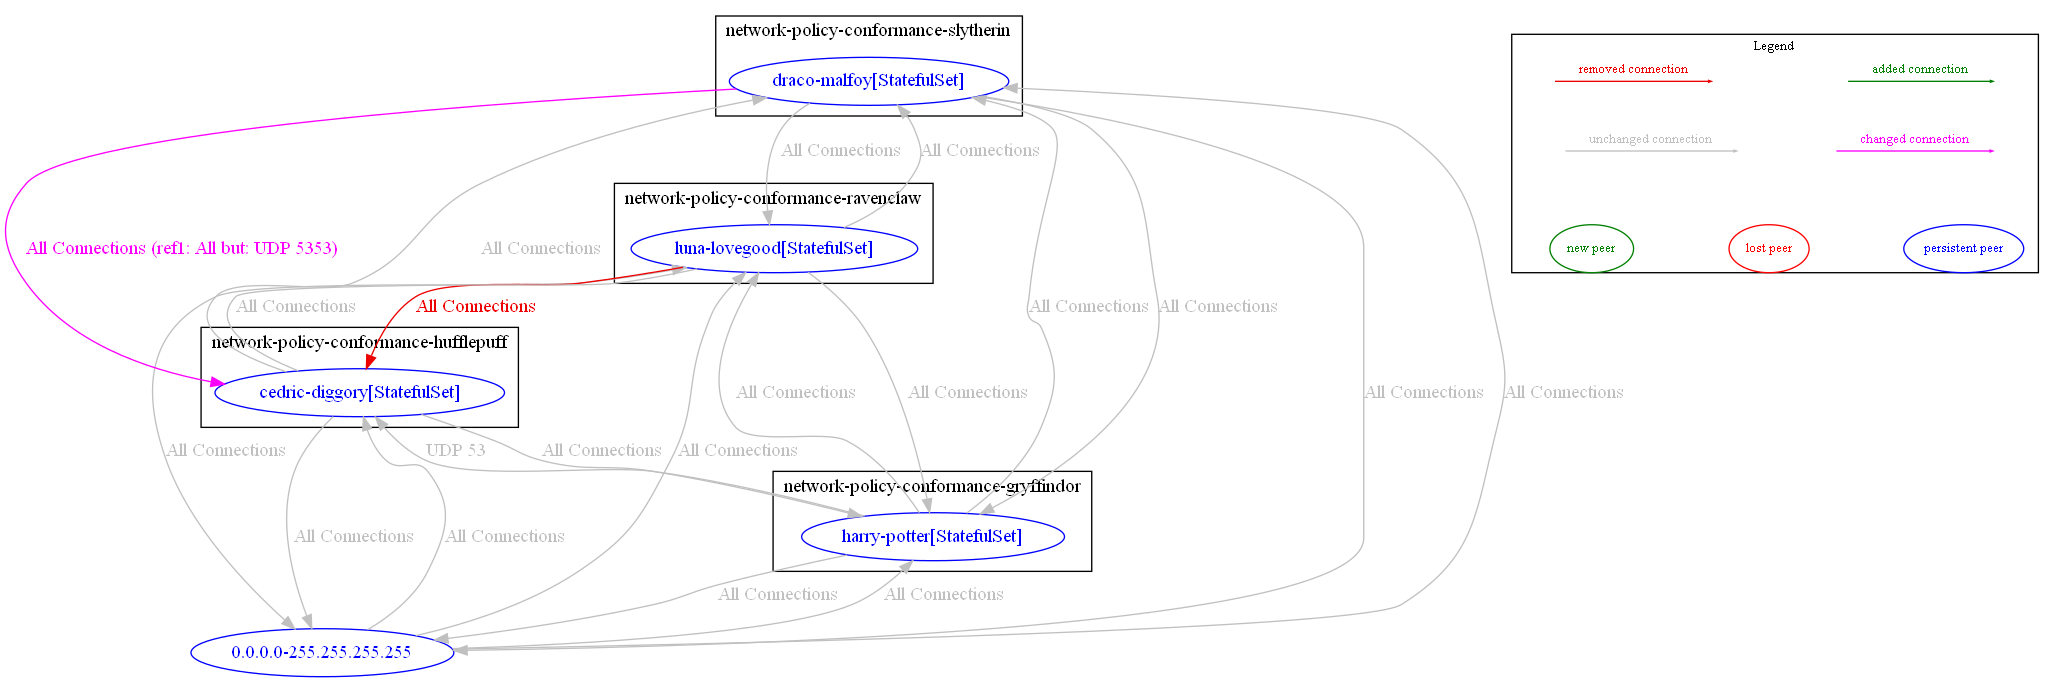 network-policy-conformance-slytherin
draco-malfoy[StatefulSet]
Legend
removed connection
added connection
unchanged connection
changed connection
new peer
lost peer
persistent peer
All Connections
All Connections
network-policy-conformance-ravenclaw
luna-lovegood[StatefulSet]
All Connections (ref1: All but: UDP 5353)
All Connections
All Connections
All Connections
All Connections
All Connections
network-policy-conformance-hufflepuff
cedric-diggory[StatefulSet]
All Connections
All Connections
All Connections
All Connections
All Connections
UDP 53
All Connections
All Connections
network-policy-conformance-gryffindor
harry-potter[StatefulSet]
All Connections
All Connections
All Connections
All Connections
0.0.0.0-255.255.255.255